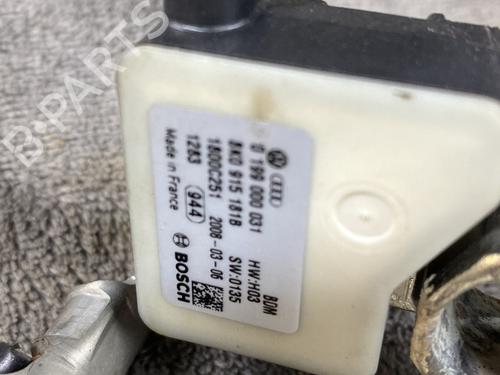 0 199 000 031 BDM
8K0 915 181B HW:H03
1800C251 2008-03-06 SW:0135
1283
Made in France 944 BOSCH
B-PARTS